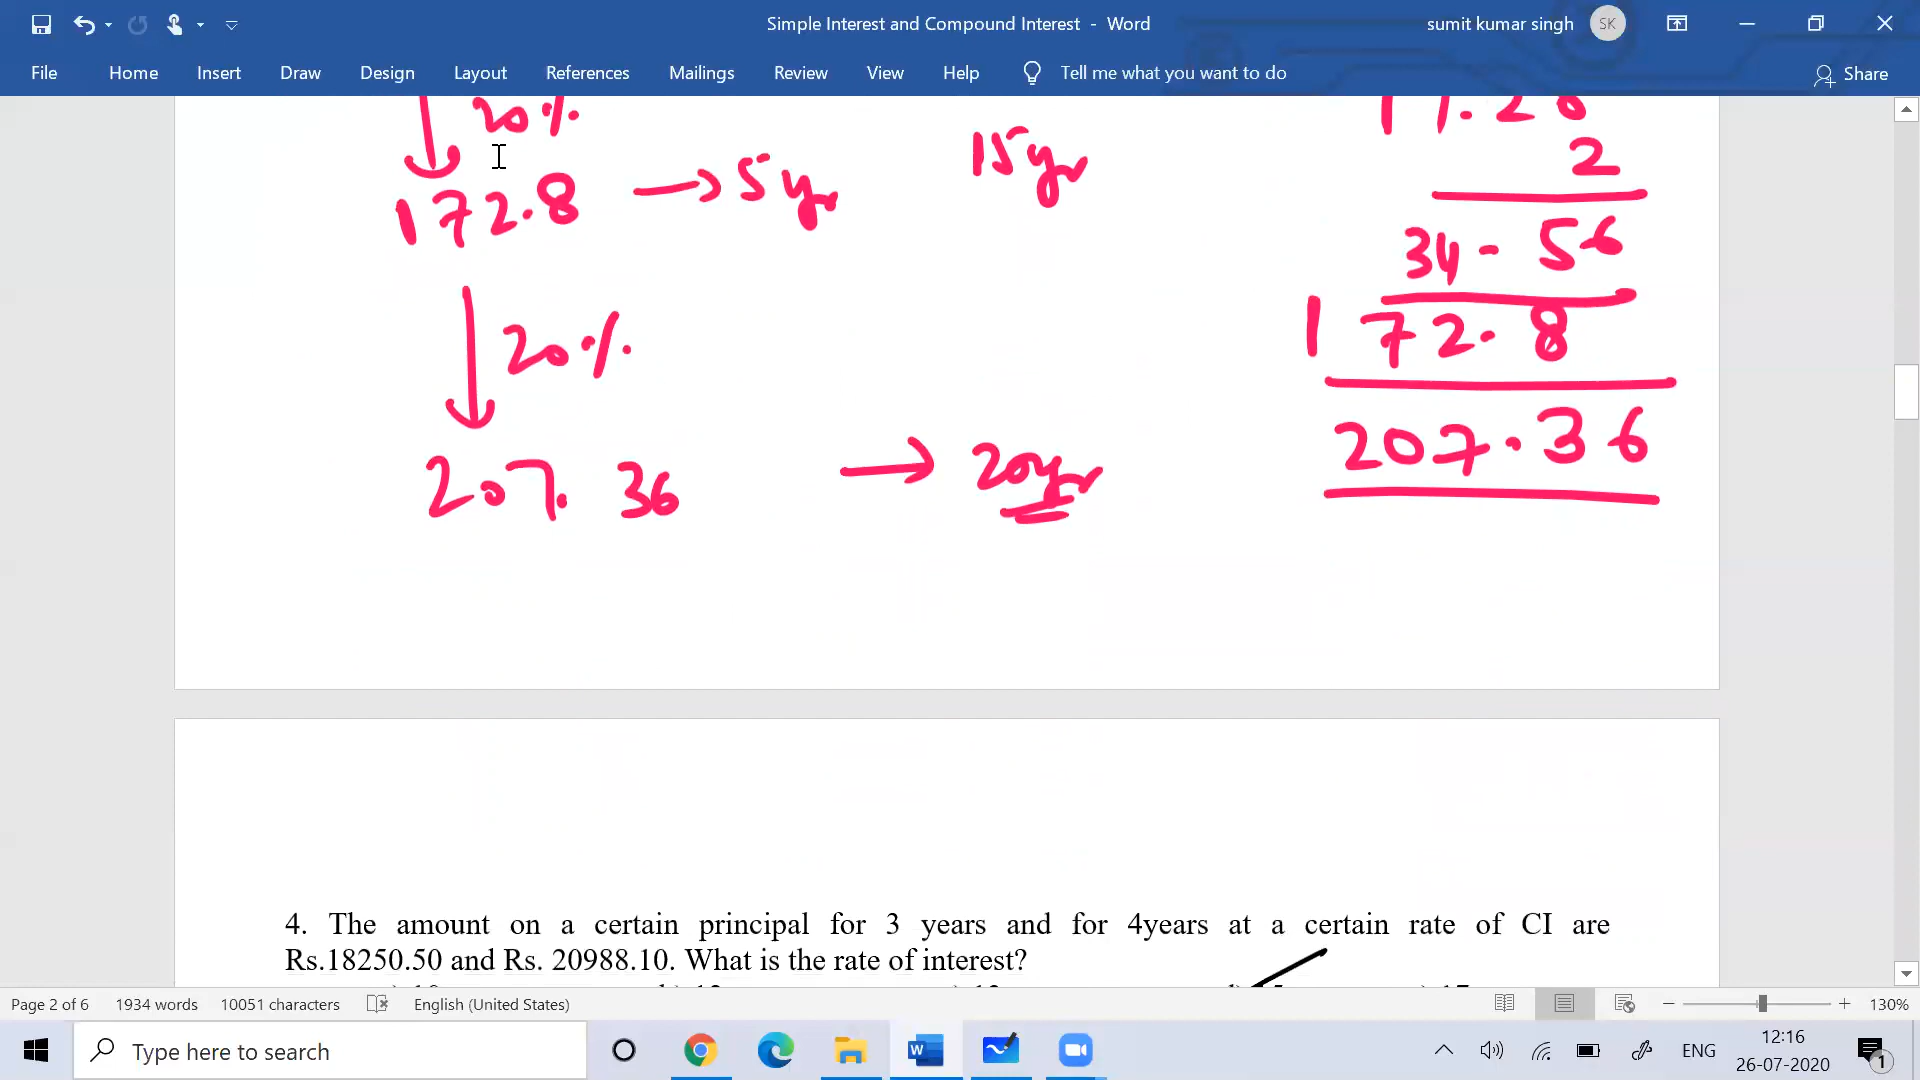 Simple Interest and Compound Interest - Word
sumit kumar singh
SK
File Home Insert Draw Design Layout References Mailings Review View Help Tell me what you want to do Share
20%
172.8 → 5yr
15yr
2
34.56
172.8
207.36
20%
207.36 → 20yr
4. The amount on a certain principal for 3 years and for 4years at a certain rate of CI are
Rs.18250.50 and Rs. 20988.10. What is the rate of interest?
Page 2 of 6 1934 words 10051 characters English (United States) 130%
Type here to search
ENG
12:16
26-07-2020
1